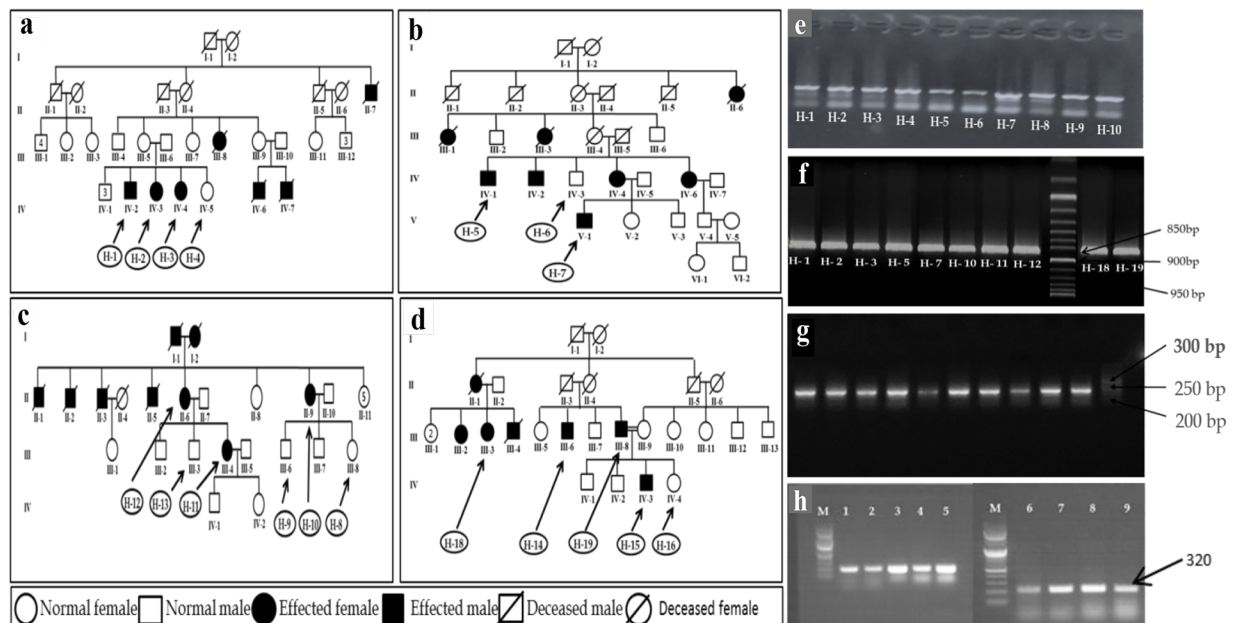 a
I
I-1 I-2
II
II-1 II-2 II-3 II-4 II-5 II-6 II-7
4 3
III
III-1 III-2 III-3 III-4 III-5 III-6 III-7 III-8 III-9 III-10 III-11 III-12
3
IV
IV-1 IV-2 IV-3 IV-4 IV-5 IV-6 IV-7
H-1 H-2 H-3 H-4
b
I
I-1 I-2
II
II-1 II-2 II-3 II-4 II-5 II-6
III
III-1 III-2 III-3 III-4 III-5 III-6
IV
IV-1 IV-2 IV-3 IV-4 IV-5 IV-6 IV-7
V
V-1 V-2 V-3 V-4 V-5
VI-1 VI-2
H-5 H-6
H-7
c
I
I-1 I-2
II
5
II-1 II-2 II-3 II-4 II-5 II-6 II-7 II-8 II-9 II-10 II-11
III
III-1 III-2 III-3 III-4 III-5 III-6 III-7 III-8
IV
IV-1 IV-2
H-12 H-13 H-11 H-9 H-10 H-8
d
I
I-1 I-2
II
II-1 II-2 II-3 II-4 II-5 II-6
2
III
III-1 III-2 III-3 III-4 III-5 III-6 III-7 III-8 III-9 III-10 III-11 III-12 III-13
IV
IV-1 IV-2 IV-3 IV-4
H-18 H-14 H-19 H-15 H-16
Normal female Normal male Effected female Effected male Deceased male Deceased female
e
H-1 H-2 H-3 H-4 H-5 H-6 H-7 H-8 H-9 H-10
f
H-1 H-2 H-3 H-5 H-7 H-10 H-11 H-12 H-18 H-19
850bp
900bp
950 bp
g
300 bp
250 bp
200 bp
h
M 1 2 3 4 5 M 6 7 8 9
320